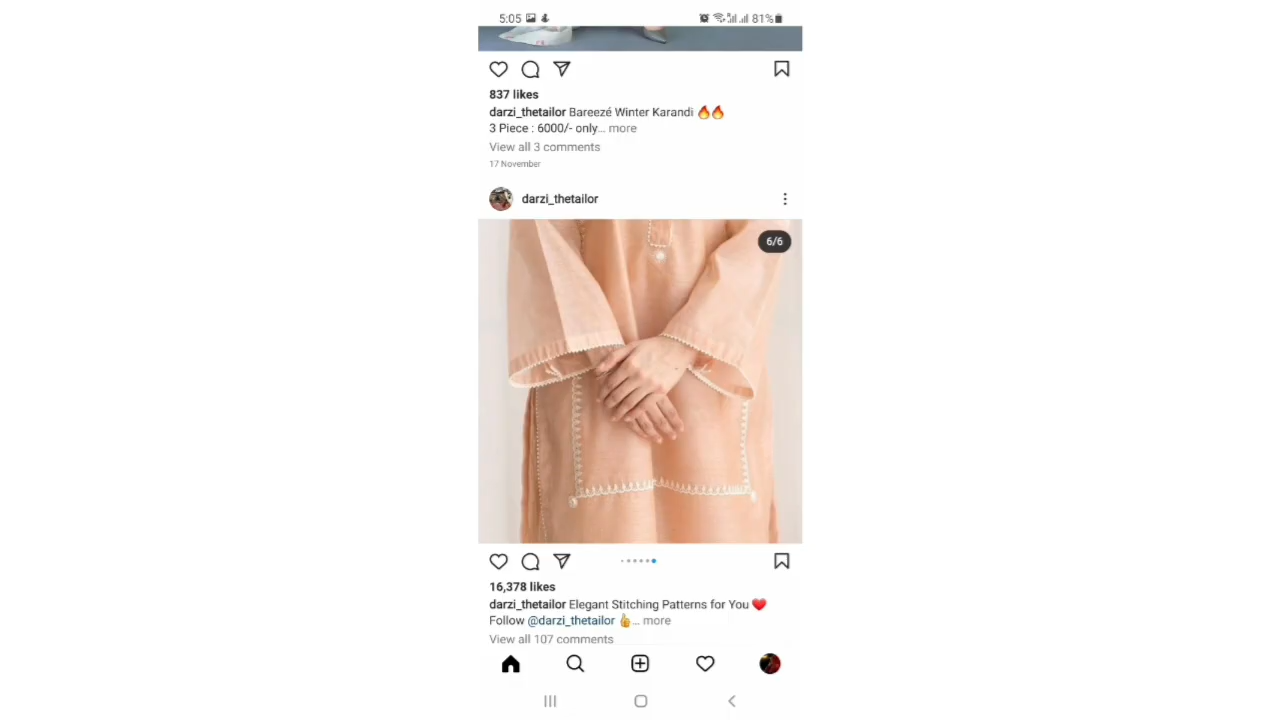 5:05 81%
837 likes
darzi_thetailor Bareezé Winter Karandi 🔥🔥
3 Piece : 6000/- only... more
View all 3 comments
17 November
darzi_thetailor
6/6
16,378 likes
darzi_thetailor Elegant Stitching Patterns for You ❤️
Follow @darzi_thetailor 👍... more
View all 107 comments